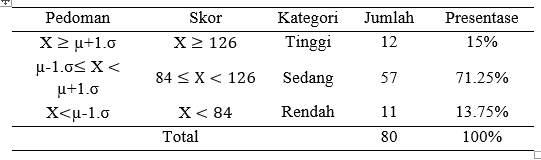 Pedoman Skor Kategori Jumlah Presentase
X ≥ μ+1.σ X ≥ 126 Tinggi 12 15%
μ-1.σ≤ X <
μ+1.σ 84 ≤ X < 126 Sedang 57 71.25%
X<μ-1.σ X < 84 Rendah 11 13.75%
Total 80 100%